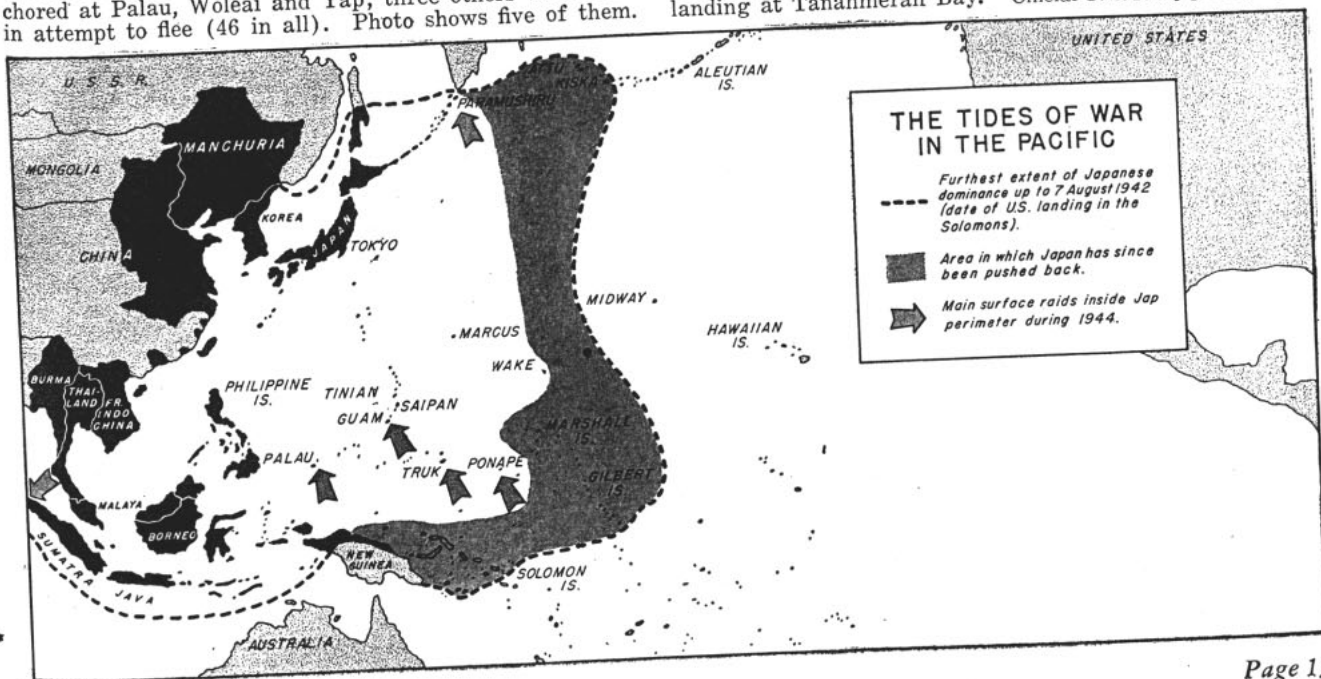 chored at Palau, Woleai and Yap, three others
in attempt to flee (46 in all). Photo shows five of them.
landing at Tanahmerah Bay.
UNITED STATES
U. S. S. R.
ALEUTIAN
IS.
KISKA
PARAMUSHIRU
THE TIDES OF WAR
IN THE PACIFIC
Furthest extent of Japanese
dominance up to 7 August 1942
(date of U.S. landing in the
Solomons).
Area in which Japan has since
been pushed back.
Main surface raids inside Jap
perimeter during 1944.
MANCHURIA
MONGOLIA
KOREA
JAPAN
TOKYO
CHINA
MIDWAY
MARCUS
HAWAIIAN
IS.
WAKE
BURMA
THAI-
LAND
FR.
INDO
CHINA
PHILIPPINE
IS.
TINIAN
SAIPAN
GUAM
MARSHALL
IS.
PALAU
TRUK
PONAPE
GILBERT
IS.
MALAYA
BORNEO
SUMATRA
JAVA
NEW
GUINEA
SOLOMON
IS.
AUSTRALIA